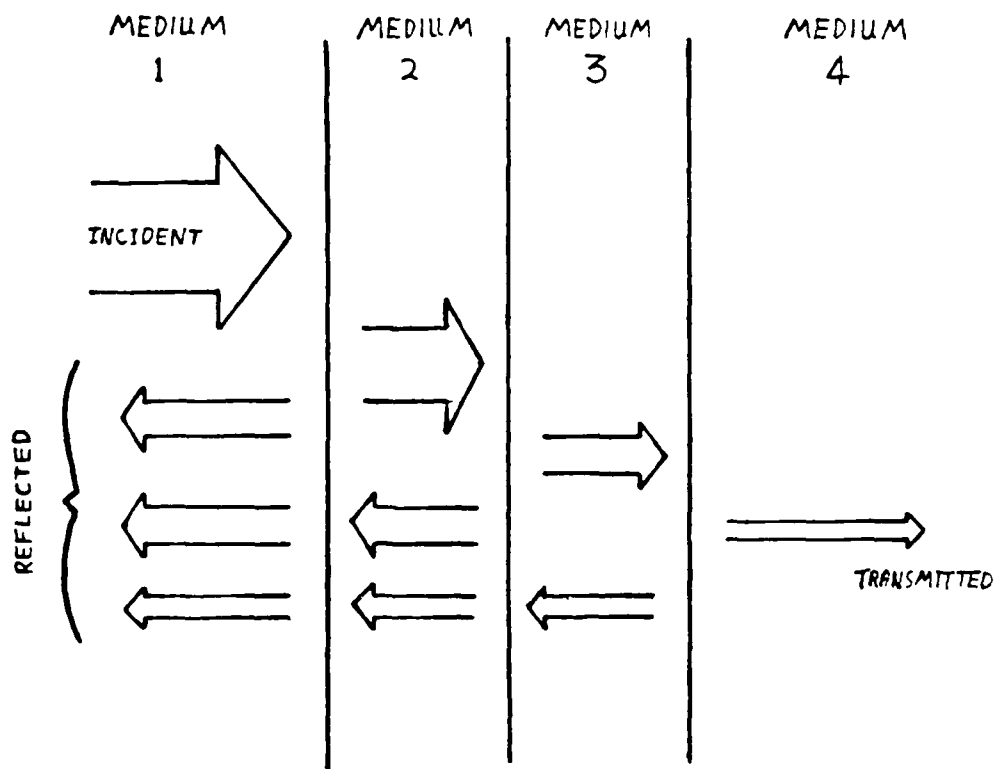 MEDIUM MEDIUM MEDIUM MEDIUM
1 2 3 4
INCIDENT
REFLECTED
TRANSMITTED